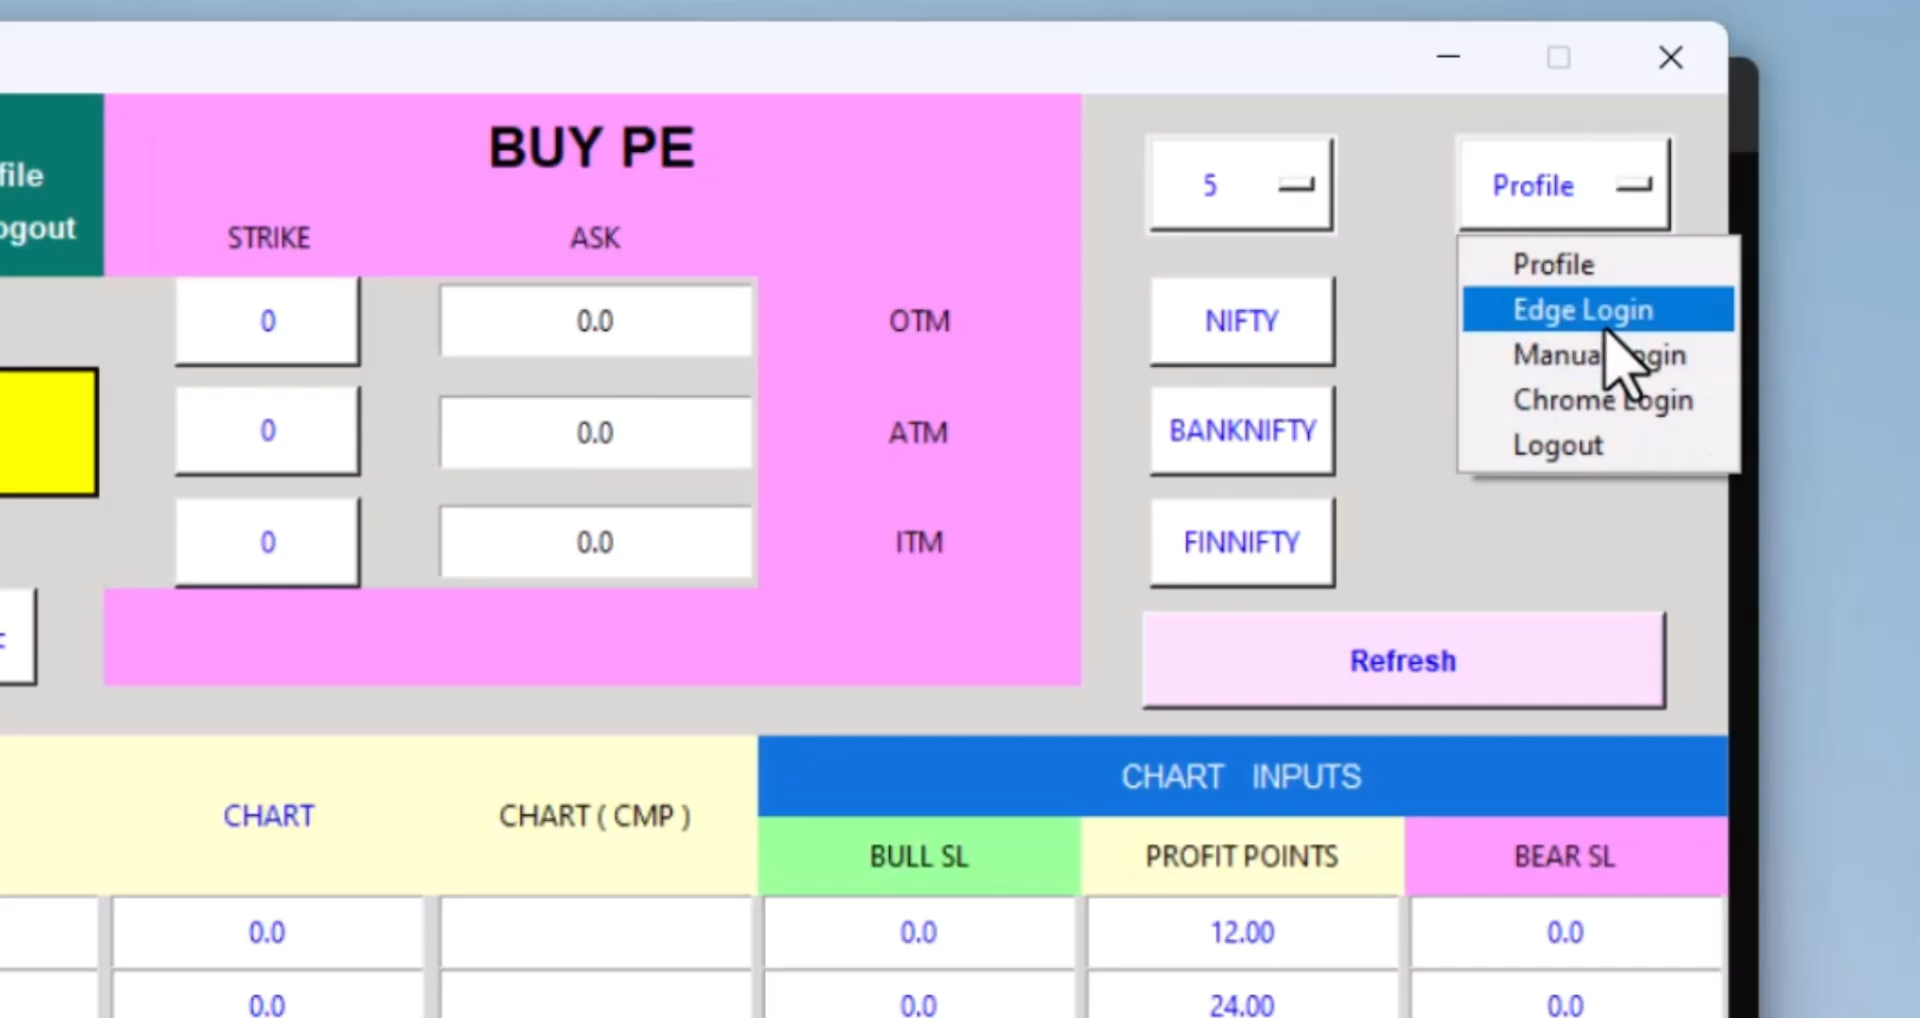 file
ogout
BUY PE
STRIKE ASK
0 0.0 OTM
0 0.0 ATM
0 0.0 ITM
5
Profile
Profile
Edge Login
Manual Login
Chrome Login
Logout
NIFTY
BANKNIFTY
FINNIFTY
Refresh
CHART CHART ( CMP )
CHART INPUTS
BULL SL PROFIT POINTS BEAR SL
0.0 0.0 12.00 0.0
0.0 0.0 24.00 0.0